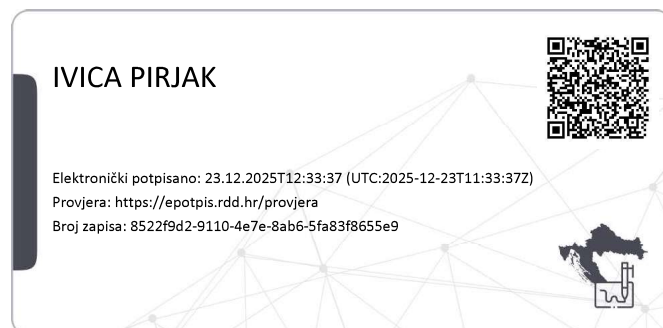 IVICA PIRJAK
Elektronički potpisano: 23.12.2025T12:33:37 (UTC:2025-12-23T11:33:37Z)
Provjera: https://epotpis.rdd.hr/provjera
Broj zapisa: 8522f9d2-9110-4e7e-8ab6-5fa83f8655e9